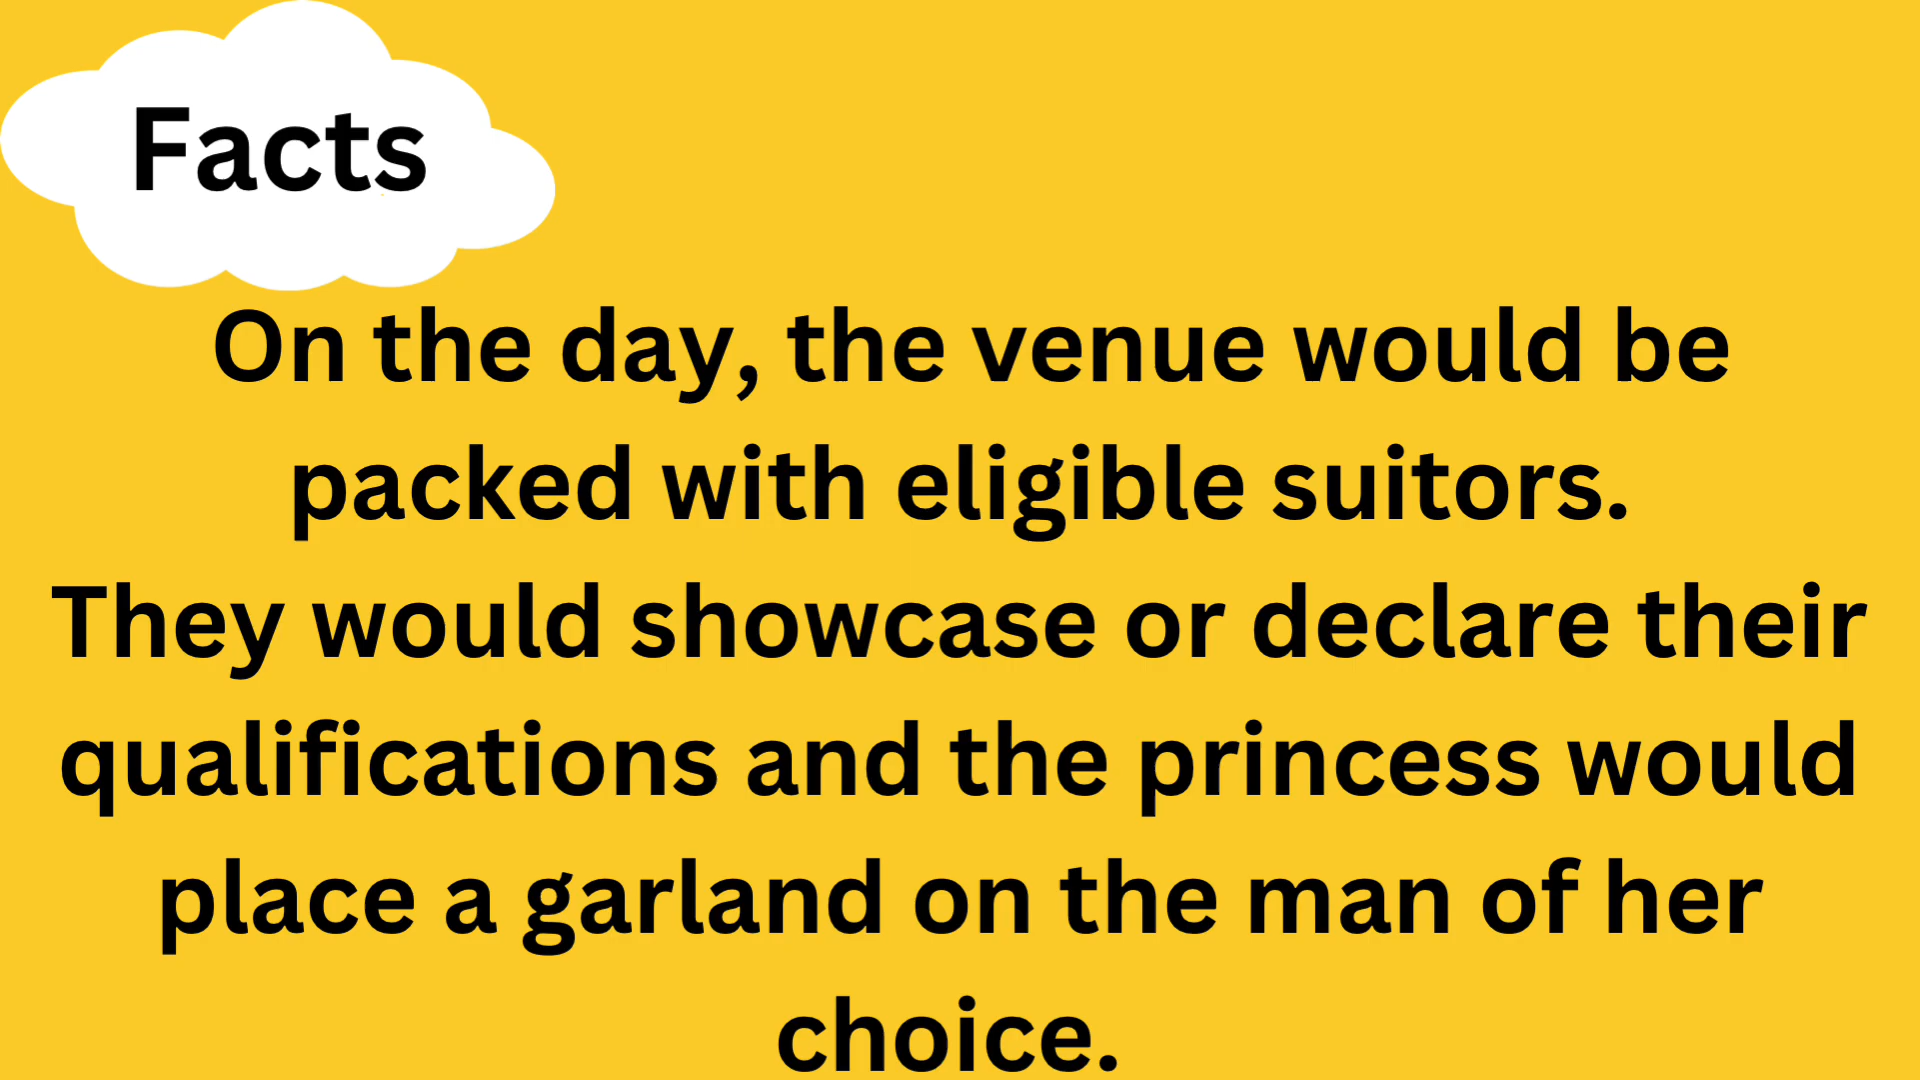 Facts
On the day, the venue would be
packed with eligible suitors.
They would showcase or declare their
qualifications and the princess would
place a garland on the man of her
choice.